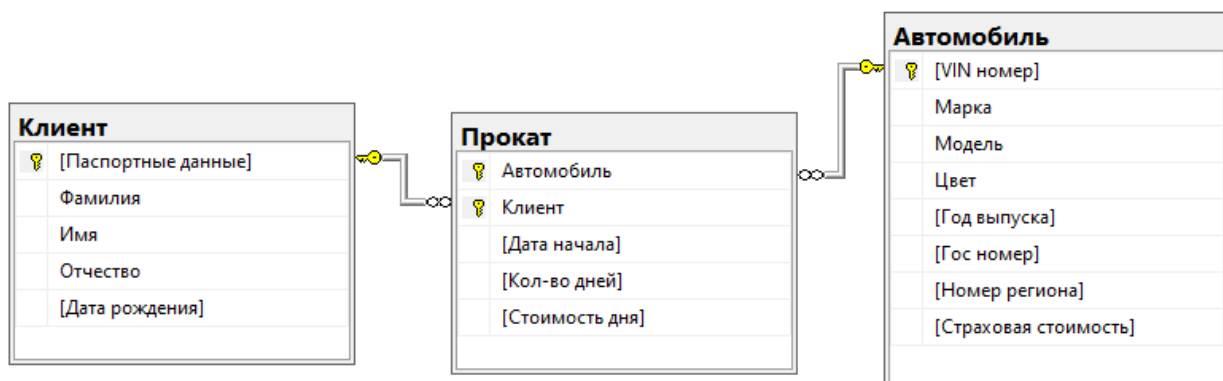 Клиент
[Паспортные данные]
Фамилия
Имя
Отчество
[Дата рождения]
Прокат
Автомобиль
Клиент
[Дата начала]
[Кол-во дней]
[Стоимость дня]
Автомобиль
[VIN номер]
Марка
Модель
Цвет
[Год выпуска]
[Гос номер]
[Номер региона]
[Страховая стоимость]